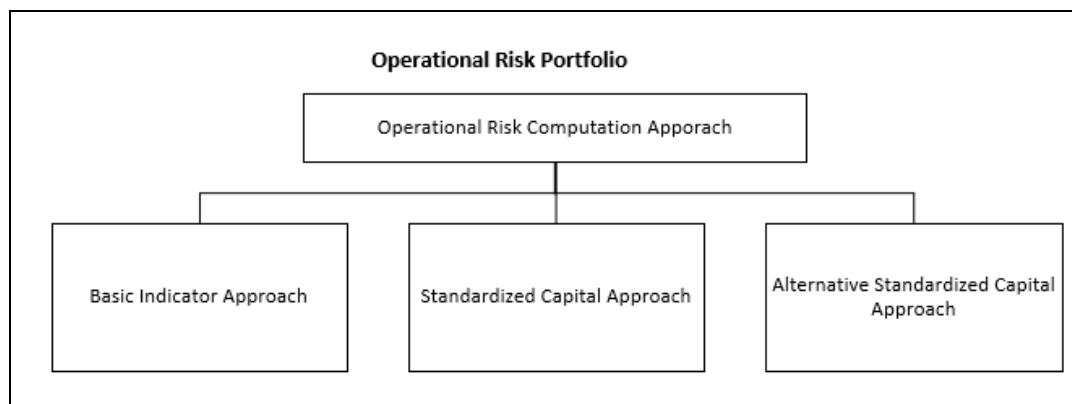 Operational Risk Portfolio
Operational Risk Computation Apporach
Basic Indicator Approach
Standardized Capital Approach
Alternative Standardized Capital
Approach